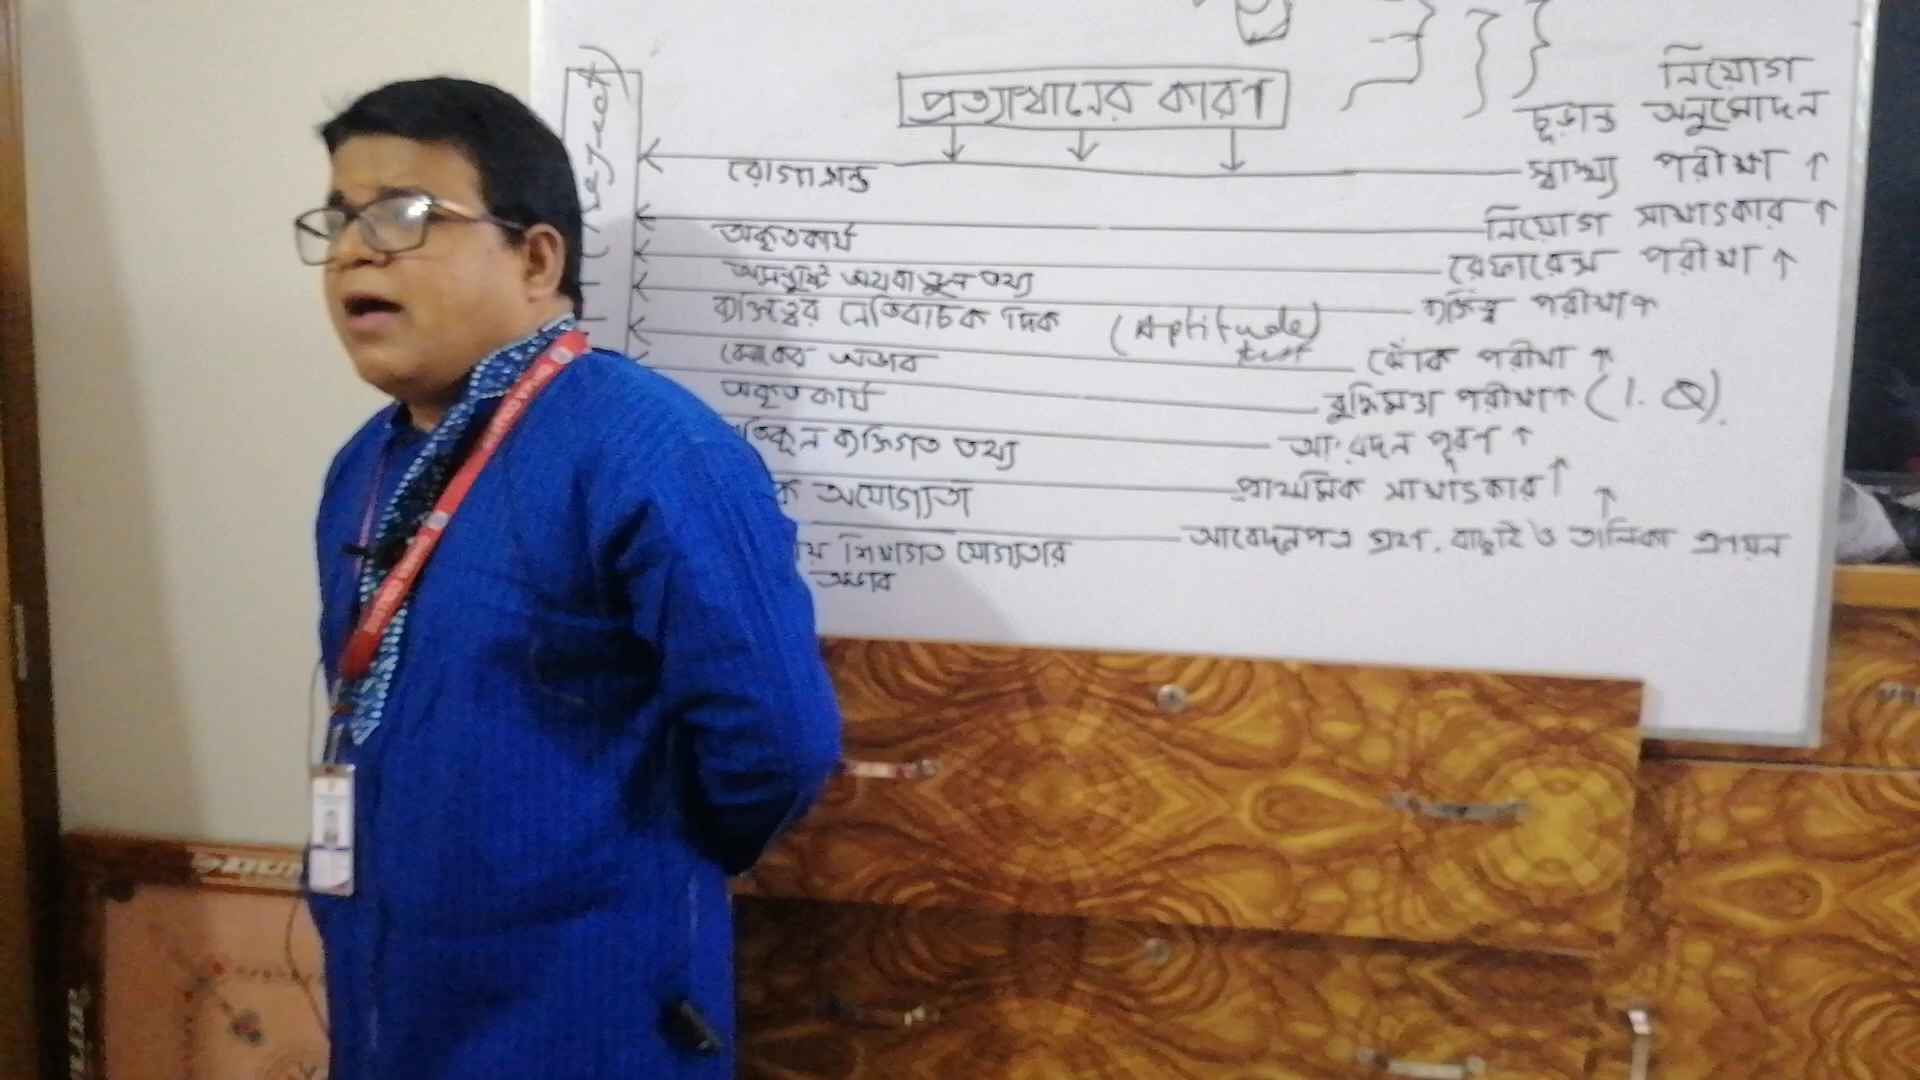 প্রত্যাখানের কারণ
নিয়োগ
চূড়ান্ত অনুমোদন
রোগাগ্রস্ত
স্বাস্থ্য পরীক্ষা ↑
অকৃতকার্য
নিয়োগ সাক্ষাৎকার ↑
অসন্তুষ্ট অথবা ভুল তথ্য
রেফারেন্স পরীক্ষা ↑
ব্যক্তিত্বের নেতিবাচক দিক
ব্যক্তিত্ব পরীক্ষা ↑
(Aptitude)
test
ঝোঁকের অভাব
ঝোঁক পরীক্ষা ↑
অকৃতকার্য
বুদ্ধিমত্তা পরীক্ষা ↑ (I. Q).
ব্যক্তিগত তথ্য
আবেদন পূরণ ↑
অযোগ্যতা
প্রাথমিক সাক্ষাৎকার ↑
শিক্ষাগত যোগ্যতার
অভাব
আবেদনপত্র গ্রহণ, বাছাই ও তালিকা প্রণয়ন